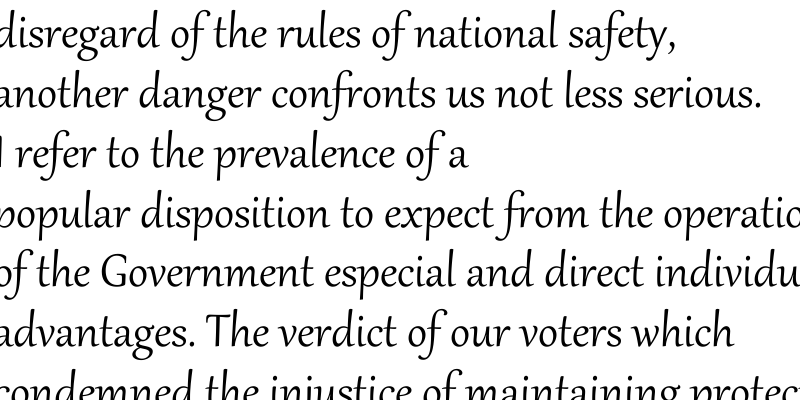 disregard of the rules of national safety,
another danger confronts us not less serious.
I refer to the prevalence of a
popular disposition to expect from the operatio
of the Government especial and direct individu
advantages. The verdict of our voters which
condemned the injustice of maintaining protec